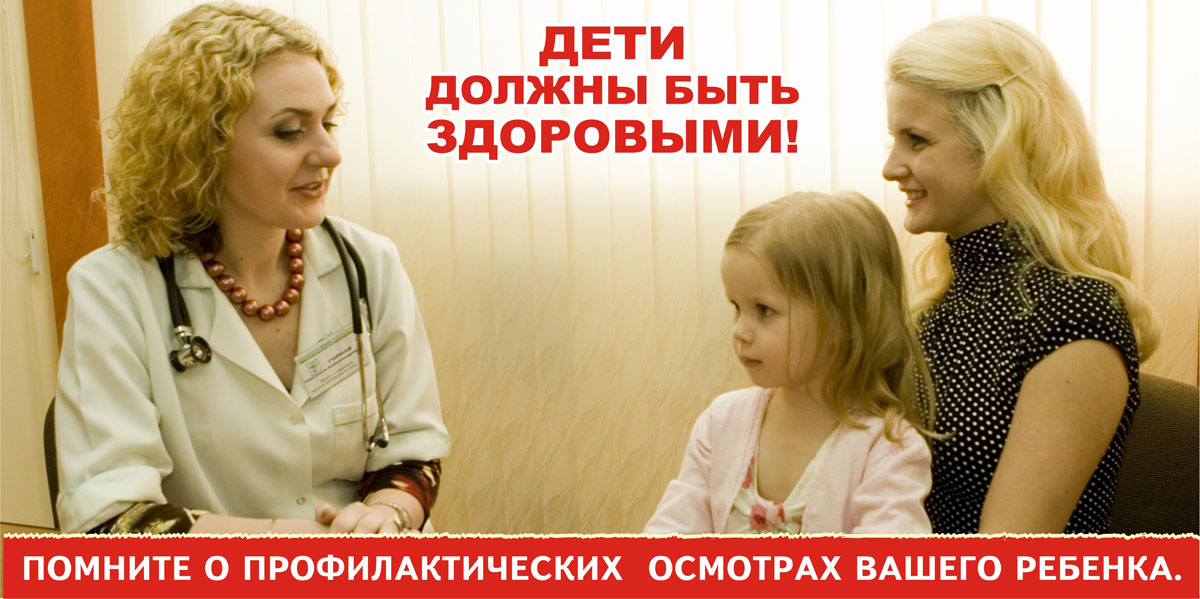 ДЕТИ
ДОЛЖНЫ БЫТЬ
ЗДОРОВЫМИ!
ПОМНИТЕ О ПРОФИЛАКТИЧЕСКИХ ОСМОТРАХ ВАШЕГО РЕБЕНКА.